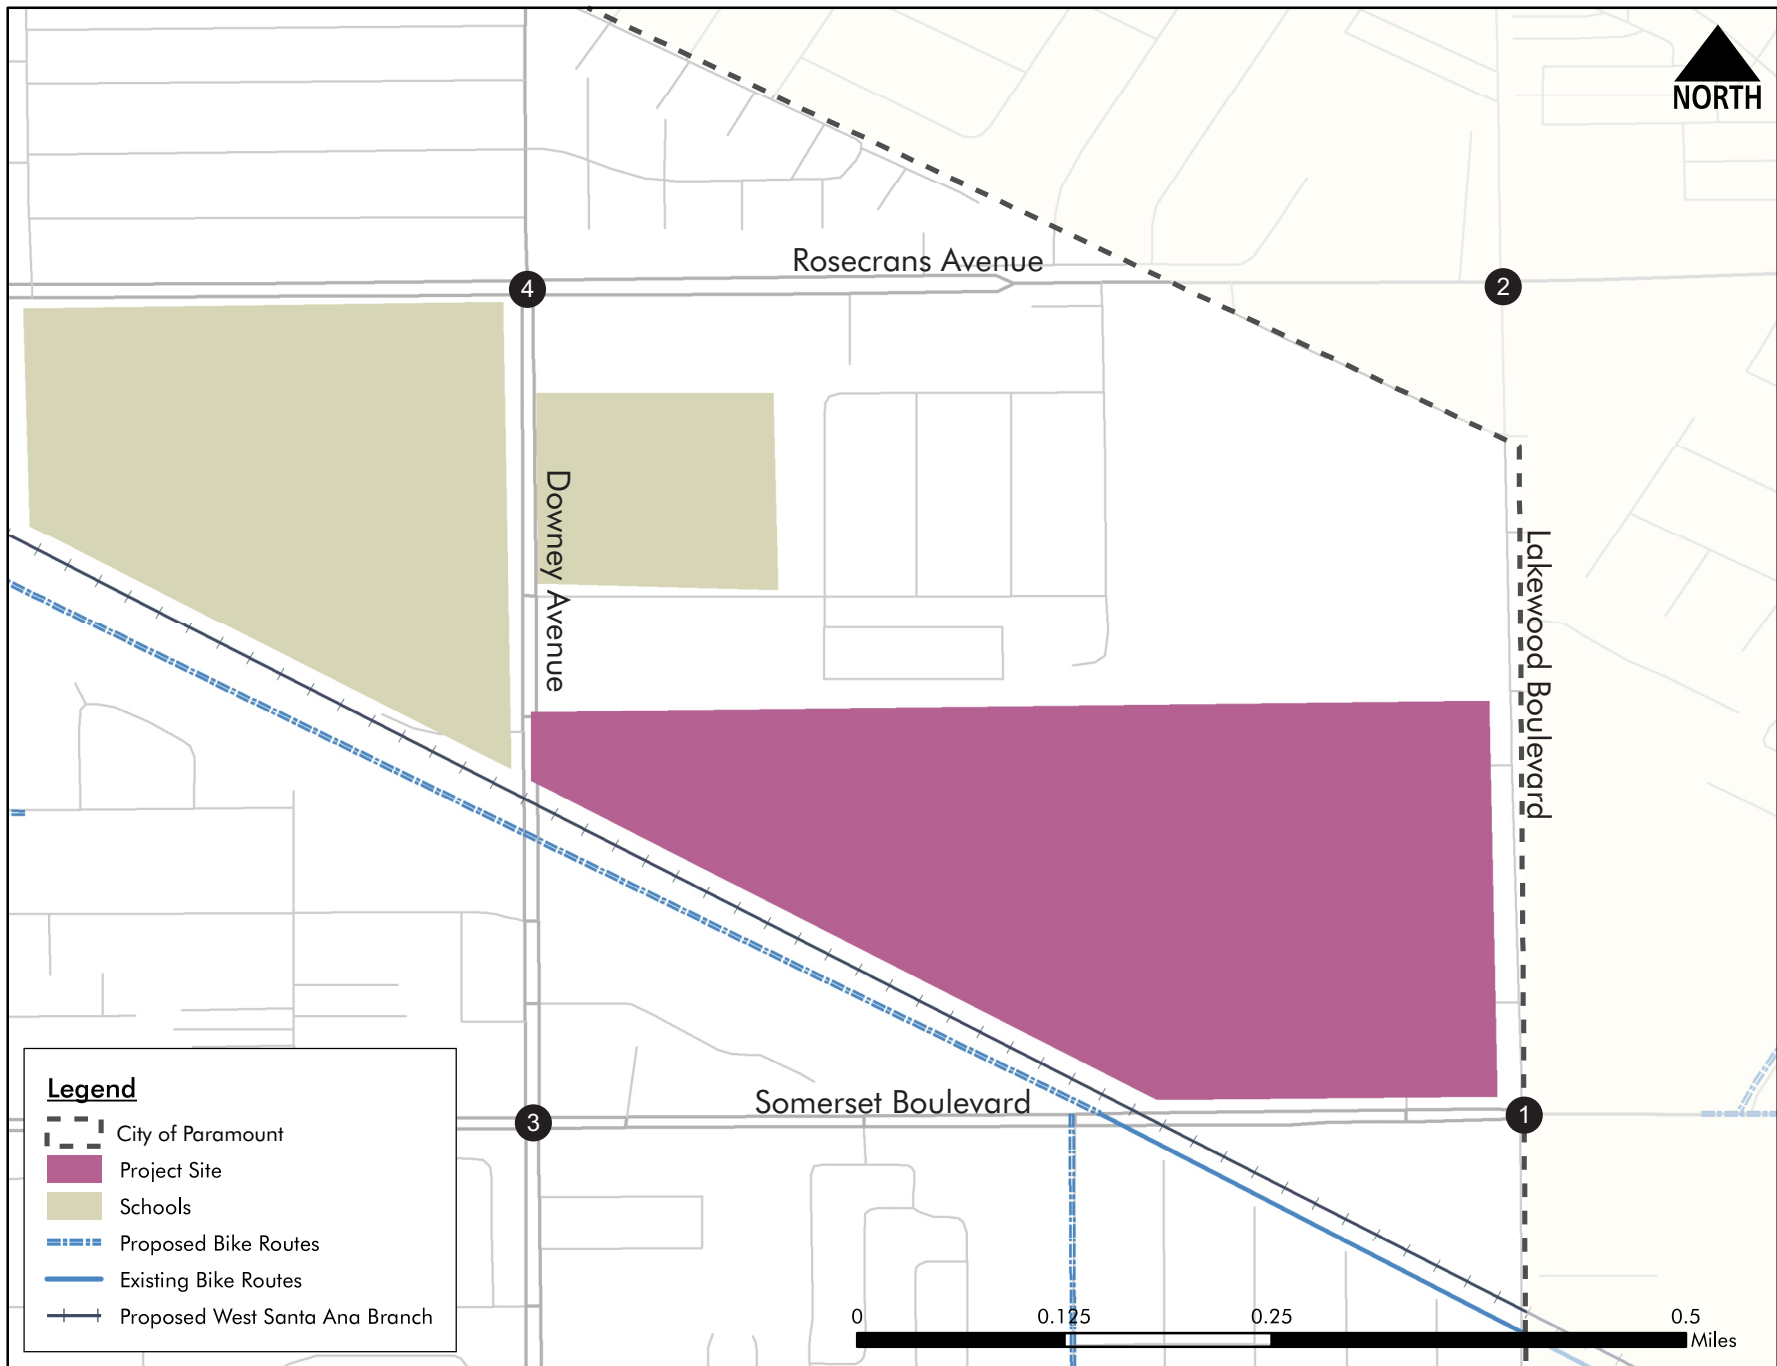 NORTH
Rosecrans Avenue
4
2
Downey Avenue
Lakewood Boulevard
Somerset Boulevard
3
1
Legend
City of Paramount
Project Site
Schools
Proposed Bike Routes
Existing Bike Routes
Proposed West Santa Ana Branch
0 0.125 0.25 0.5
Miles